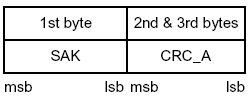 1st byte 2nd & 3rd bytes
SAK CRC_A
msb lsb msb lsb